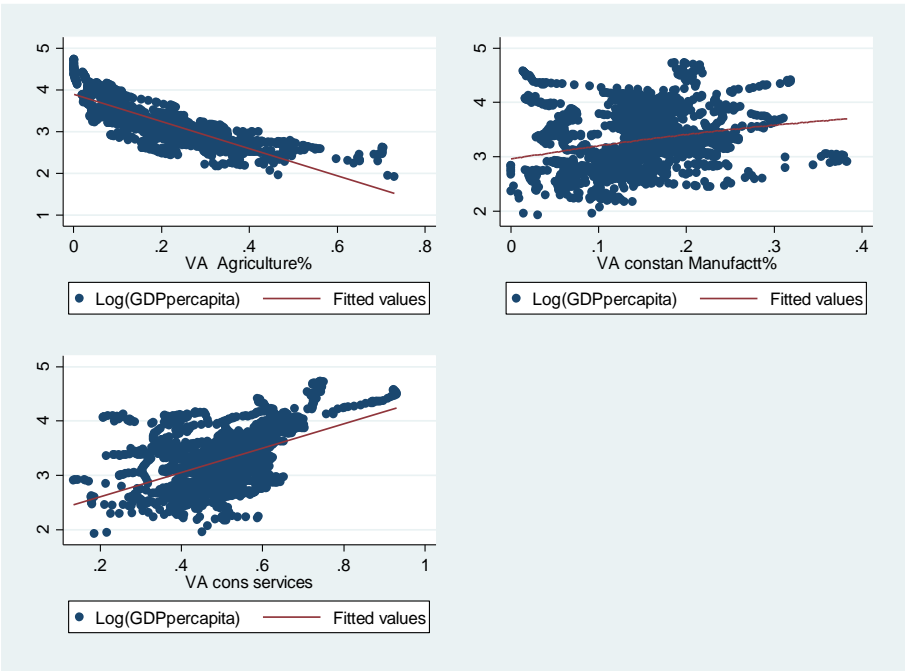 5
4
3
2
1
0 .2 .4 .6 .8
VA Agriculture%
Log(GDPpercapita) Fitted values
5
4
3
2
0 .1 .2 .3 .4
VA constan Manufactt%
Log(GDPpercapita) Fitted values
5
4
3
2
.2 .4 .6 .8 1
VA cons services
Log(GDPpercapita) Fitted values